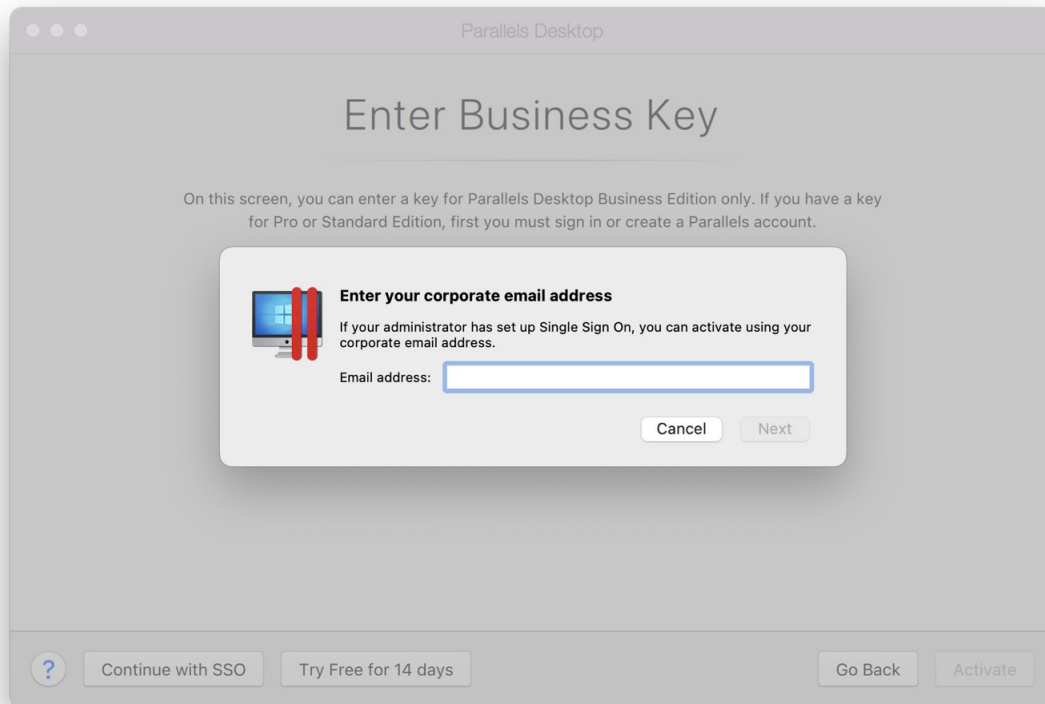 Parallels Desktop
Enter Business Key
On this screen, you can enter a key for Parallels Desktop Business Edition only. If you have a key
for Pro or Standard Edition, first you must sign in or create a Parallels account.
Enter your corporate email address
If your administrator has set up Single Sign On, you can activate using your
corporate email address.
Email address:
Cancel
Next
?
Continue with SSO
Try Free for 14 days
Go Back
Activate